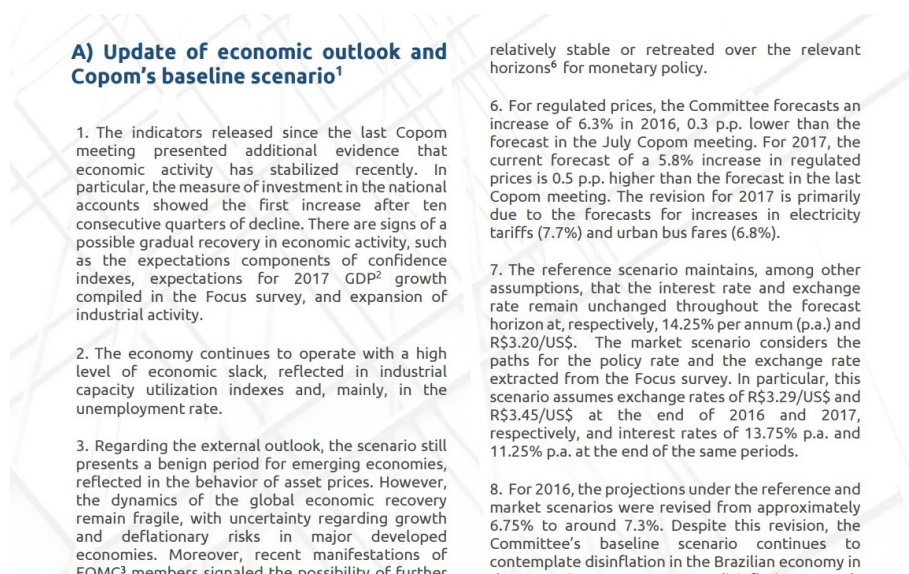 A) Update of economic outlook and
Copom's baseline scenario¹
1. The indicators released since the last Copom
meeting presented additional evidence that
economic activity has stabilized recently. In
particular, the measure of investment in the national
accounts showed the first increase after ten
consecutive quarters of decline. There are signs of a
possible gradual recovery in economic activity, such
as the expectations components of confidence
indexes, expectations for 2017 GDP² growth
compiled in the Focus survey, and expansion of
industrial activity.
2. The economy continues to operate with a high
level of economic slack, reflected in industrial
capacity utilization indexes and, mainly, in the
unemployment rate.
3. Regarding the external outlook, the scenario still
presents a benign period for emerging economies,
reflected in the behavior of asset prices. However,
the dynamics of the global economic recovery
remain fragile, with uncertainty regarding growth
and deflationary risks in major developed
economies. Moreover, recent manifestations of
FOMC³ members signaled the possibility of further
relatively stable or retreated over the relevant
horizons⁶ for monetary policy.
6. For regulated prices, the Committee forecasts an
increase of 6.3% in 2016, 0.3 p.p. lower than the
forecast in the July Copom meeting. For 2017, the
current forecast of a 5.8% increase in regulated
prices is 0.5 p.p. higher than the forecast in the last
Copom meeting. The revision for 2017 is primarily
due to the forecasts for increases in electricity
tariffs (7.7%) and urban bus fares (6.8%).
7. The reference scenario maintains, among other
assumptions, that the interest rate and exchange
rate remain unchanged throughout the forecast
horizon at, respectively, 14.25% per annum (p.a.) and
R$3.20/US$. The market scenario considers the
paths for the policy rate and the exchange rate
extracted from the Focus survey. In particular, this
scenario assumes exchange rates of R$3.29/US$ and
R$3.45/US$ at the end of 2016 and 2017,
respectively, and interest rates of 13.75% p.a. and
11.25% p.a. at the end of the same periods.
8. For 2016, the projections under the reference and
market scenarios were revised from approximately
6.75% to around 7.3%. Despite this revision, the
Committee's baseline scenario continues to
contemplate disinflation in the Brazilian economy in